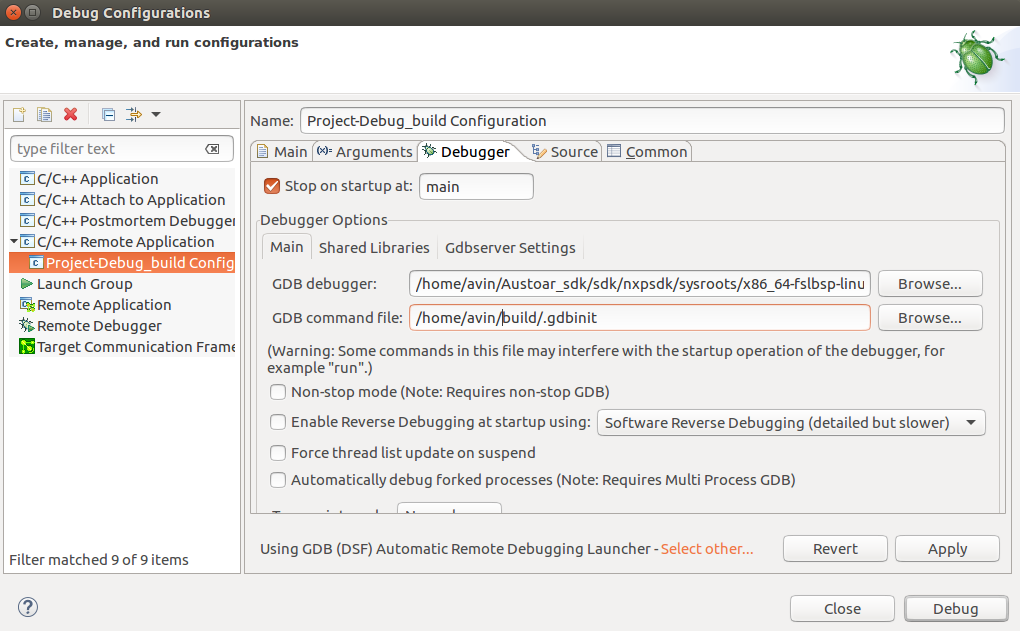 Debug Configurations
Create, manage, and run configurations
type filter text
C/C++ Application
C/C++ Attach to Application
C/C++ Postmortem Debugger
C/C++ Remote Application
Project-Debug_build Config
Launch Group
Remote Application
Remote Debugger
Target Communication Frame
Filter matched 9 of 9 items
Name: Project-Debug_build Configuration
Main (x)= Arguments Debugger Source Common
Stop on startup at: main
Debugger Options
Main Shared Libraries Gdbserver Settings
GDB debugger: /home/avin/Austoar_sdk/sdk/nxpsdk/sysroots/x86_64-fslbsp-linu Browse...
GDB command file: /home/avin/build/.gdbinit Browse...
(Warning: Some commands in this file may interfere with the startup operation of the debugger, for
example "run".)
Non-stop mode (Note: Requires non-stop GDB)
Enable Reverse Debugging at startup using: Software Reverse Debugging (detailed but slower)
Force thread list update on suspend
Automatically debug forked processes (Note: Requires Multi Process GDB)
Using GDB (DSF) Automatic Remote Debugging Launcher - Select other... Revert Apply
? Close Debug